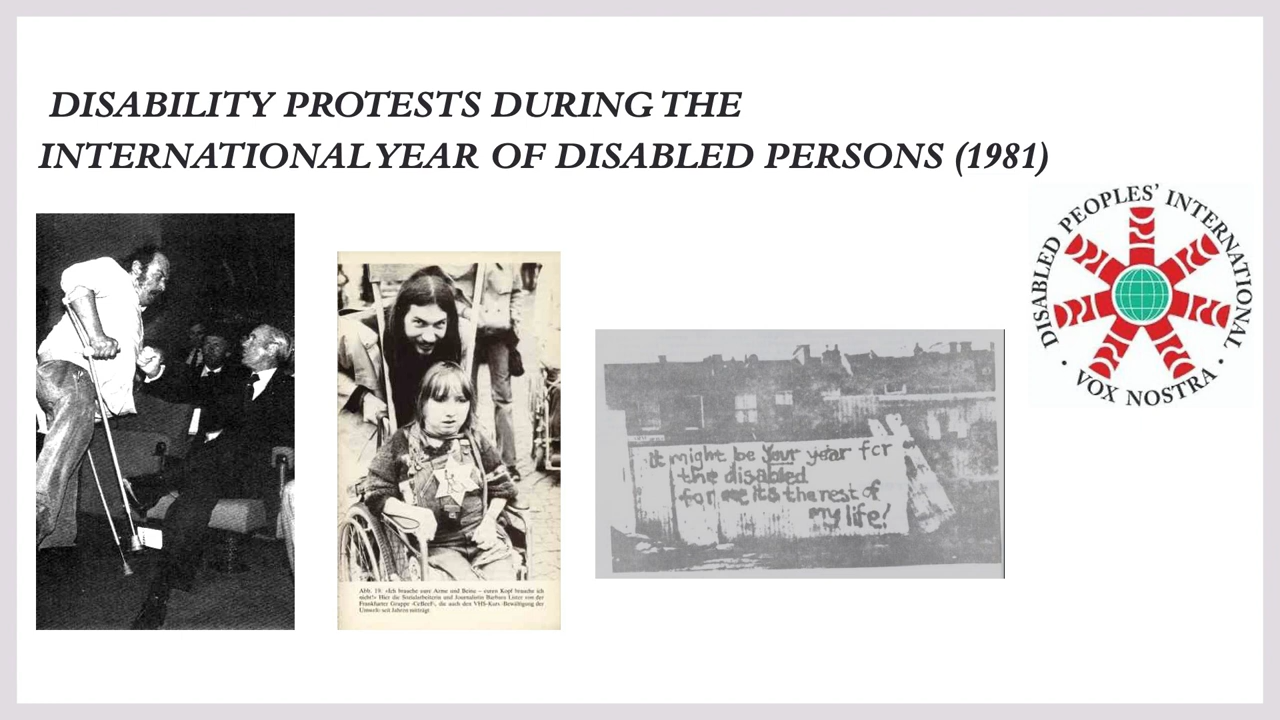 DISABILITY PROTESTS DURING THE
INTERNATIONAL YEAR OF DISABLED PERSONS (1981)
DISABLED PEOPLES' INTERNATIONAL
• VOX NOSTRA •
It might be Your year for
the disabled
for me its the rest of
my life!
Abb. 19: «Ich brauche eure Arme und Beine – euren Kopf brauche ich
nicht!» Hier die Sozialarbeiterin und Journalistin Barbara Lister von der
Frankfurter Gruppe ‹CeBeeF›, die auch den VHS-Kurs ‹Bewältigung der
Umwelt› seit Jahren mitträgt